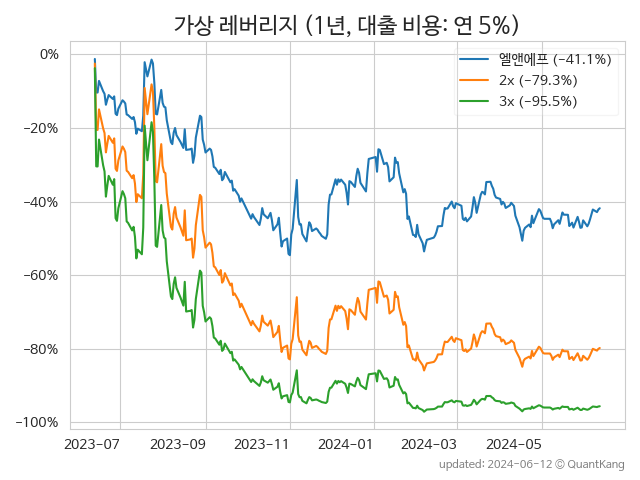 가상 레버리지 (1년, 대출 비용: 연 5%)
엘앤에프 (−41.1%)
2x (−79.3%)
3x (−95.5%)
0%
−20%
−40%
−60%
−80%
−100%
2023-07 2023-09 2023-11 2024-01 2024-03 2024-05
updated: 2024-06-12 © QuantKang